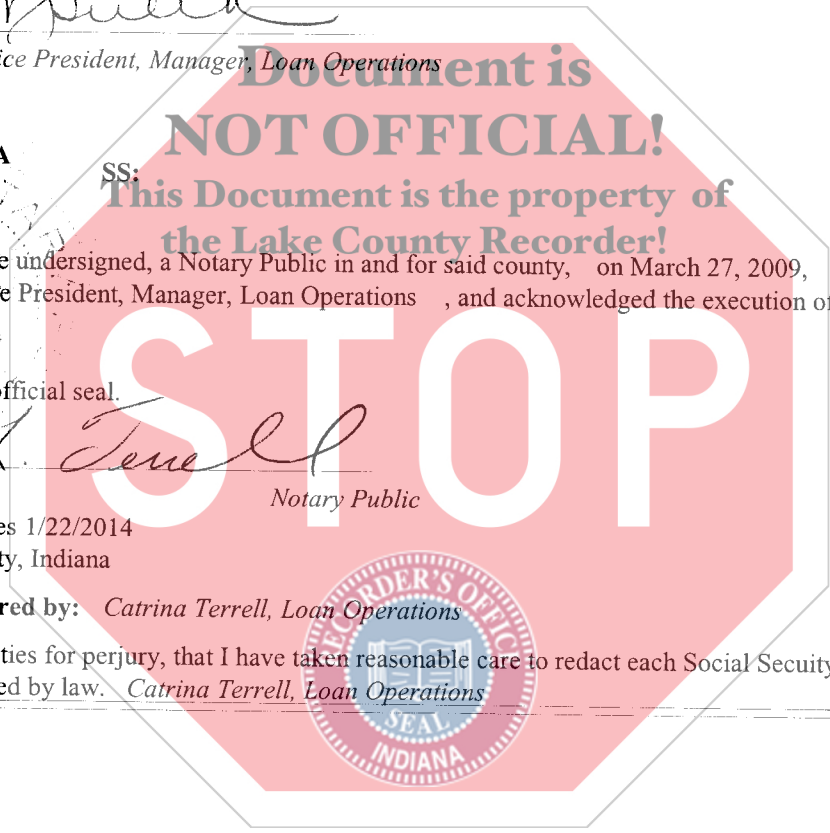 ice President, Manager, Loan Operations
Document is
NOT OFFICIAL!
A
SS:
This Document is the property of
the Lake County Recorder!
e undersigned, a Notary Public in and for said county, on March 27, 2009,
e President, Manager, Loan Operations , and acknowledged the execution of
STOP
fficial seal.
Terrell
Notary Public
es 1/22/2014
ty, Indiana
red by: Catrina Terrell, Loan Operations
ties for perjury, that I have taken reasonable care to redact each Social Secuity
ed by law. Catrina Terrell, Loan Operations
RECORDER'S OFFICE
SEAL
INDIANA